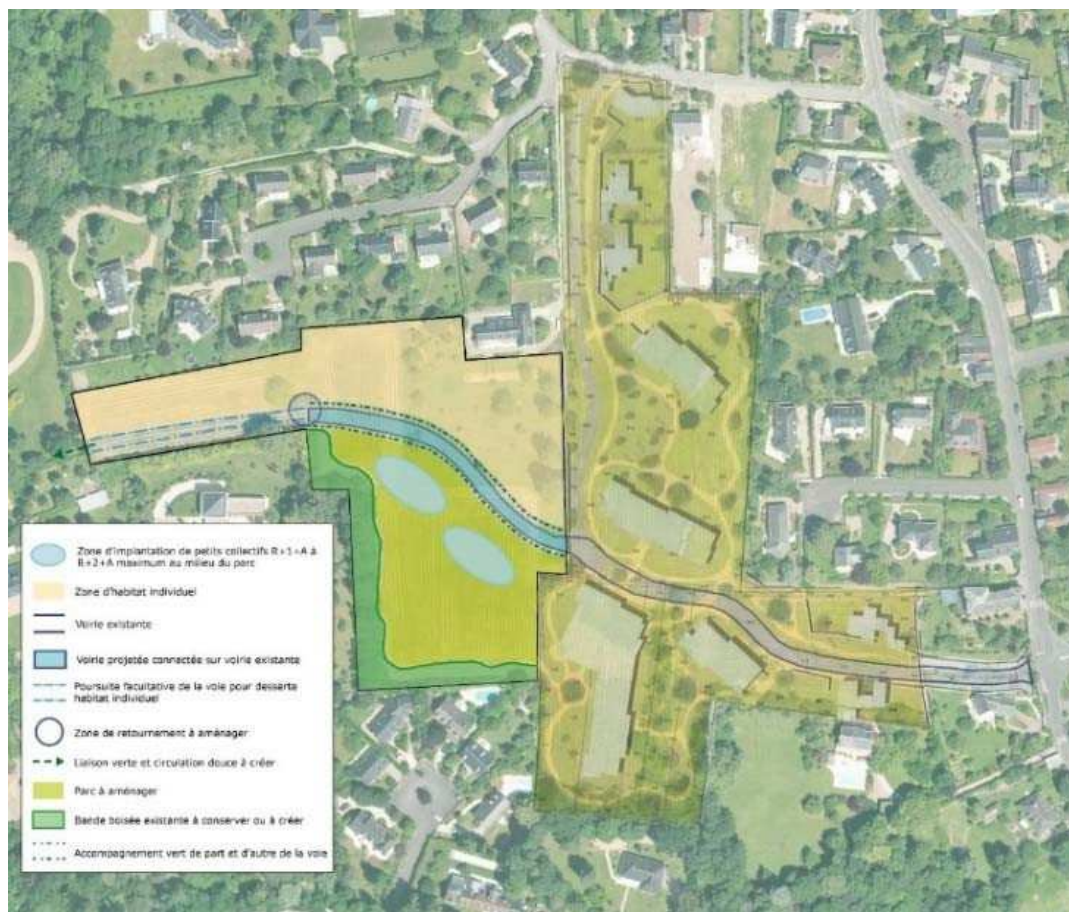 Zone d'implantation de petits collectifs R+1+A à
R+2+A maximum au milieu du parc
Zone d'habitat individuel
Voirie existante
Voirie projetée connectée sur voirie existante
Poursuite facultative de la voie pour desserte
habitat individuel
Zone de retournement à aménager
Liaison verte et circulation douce à créer
Parc à aménager
Bande boisée existante à conserver ou à créer
Accompagnement vert de part et d'autre de la voie